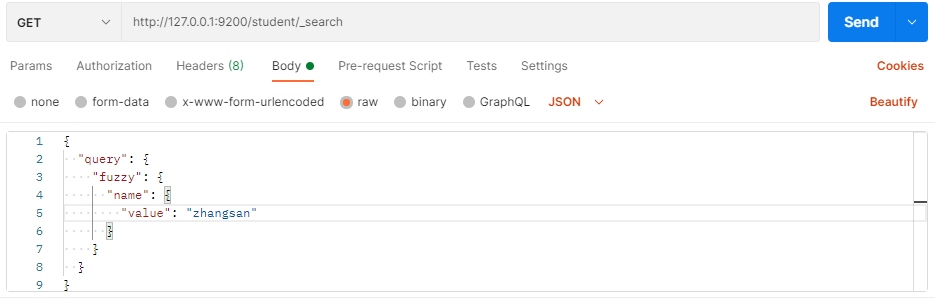 GET http://127.0.0.1:9200/student/_search Send
Params Authorization Headers (8) Body Pre-request Script Tests Settings Cookies
none form-data x-www-form-urlencoded raw binary GraphQL JSON Beautify
1 {
2 "query": {
3 "fuzzy": {
4 "name": {
5 "value": "zhangsan"
6 }
7 }
8 }
9 }